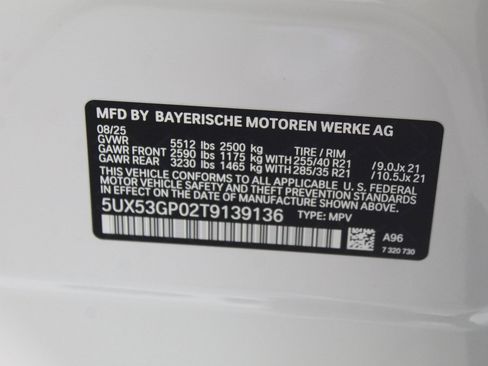 MFD BY BAYERISCHE MOTOREN WERKE AG
08/25
GVWR 5512 lbs 2500 kg TIRE / RIM
GAWR FRONT 2590 lbs 1175 kg WITH 255/40 R21 /9.0Jx 21
GAWR REAR 3230 lbs 1465 kg WITH 285/35 R21 /10.5Jx 21
THIS VEHICLE CONFORMS TO ALL APPLICABLE U. S. FEDERAL
MOTOR VEHICLE SAFETY STANDARDS IN EFFECT
ON THE DATE OF MANUFACTURE SHOWN ABOVE.
5UX53GP02T9139136 TYPE: MPV
A96
7 320 730